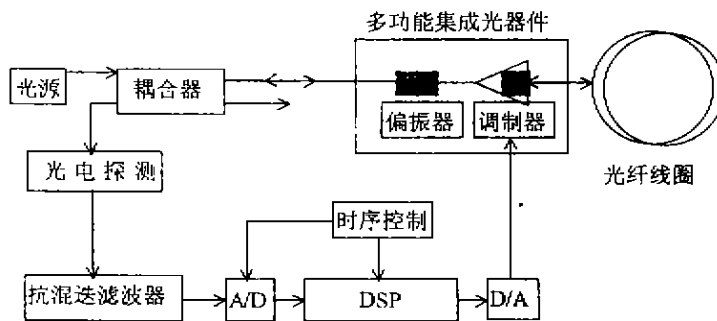 多功能集成光器件
光源
耦合器
偏振器
调制器
光纤线圈
光电探测
时序控制
抗混迭滤波器
A/D
DSP
D/A